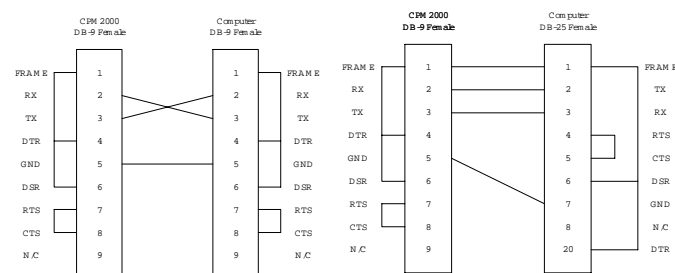 CPM 2000
DB-9 Female
Computer
DB-9 Female
FRAME 1 1 FRAME
RX 2 2 RX
TX 3 3 TX
DTR 4 4 DTR
GND 5 5 GND
DSR 6 6 DSR
RTS 7 7 RTS
CTS 8 8 CTS
N/C 9 9 N/C
CPM 2000
DB-9 Female
Computer
DB-25 Female
FRAME 1 1 FRAME
RX 2 2 TX
TX 3 3 RX
DTR 4 4 RTS
GND 5 5 CTS
DSR 6 6 DSR
RTS 7 7 GND
CTS 8 8 N/C
N/C 9 20 DTR